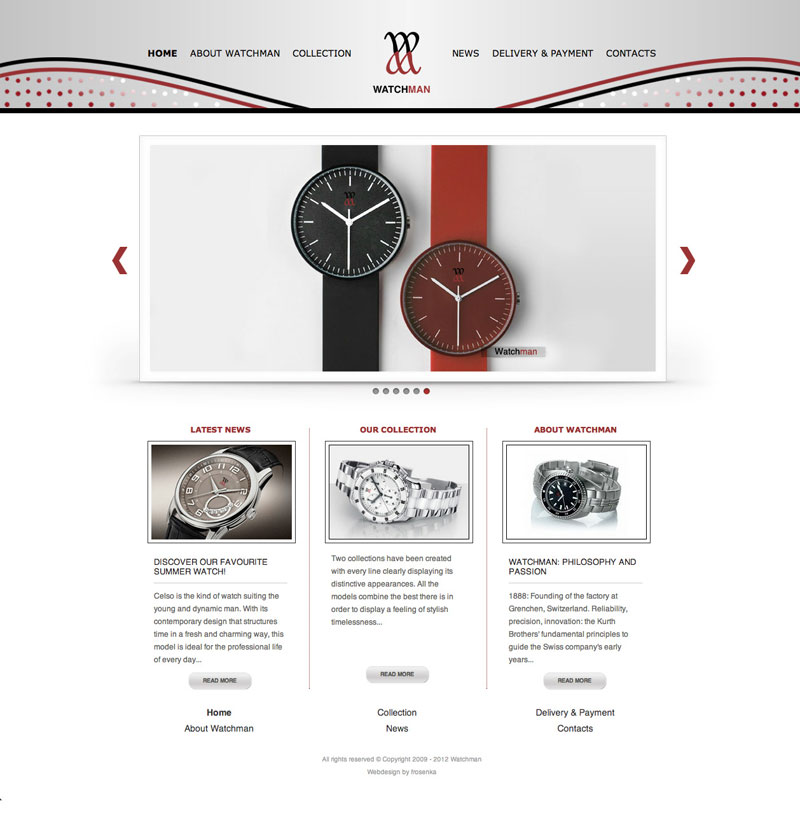 HOME ABOUT WATCHMAN COLLECTION NEWS DELIVERY & PAYMENT CONTACTS
WATCHMAN
Watchman
LATEST NEWS
DISCOVER OUR FAVOURITE
SUMMER WATCH!
Celso is the kind of watch suiting the
young and dynamic man. With its
contemporary design that structures
time in a fresh and charming way, this
model is ideal for the professional life
of every day...
READ MORE
OUR COLLECTION
Two collections have been created
with every line clearly displaying its
distinctive appearances. All the
models combine the best there is in
order to display a feeling of stylish
timelessness...
READ MORE
ABOUT WATCHMAN
WATCHMAN: PHILOSOPHY AND
PASSION
1888: Founding of the factory at
Grenchen, Switzerland. Reliability,
precision, innovation: the Kurth
Brothers' fundamental principles to
guide the Swiss company's early
years...
READ MORE
Home
About Watchman
Collection
News
Delivery & Payment
Contacts
All rights reserved © Copyright 2009 - 2012 Watchman
Webdesign by frosenka